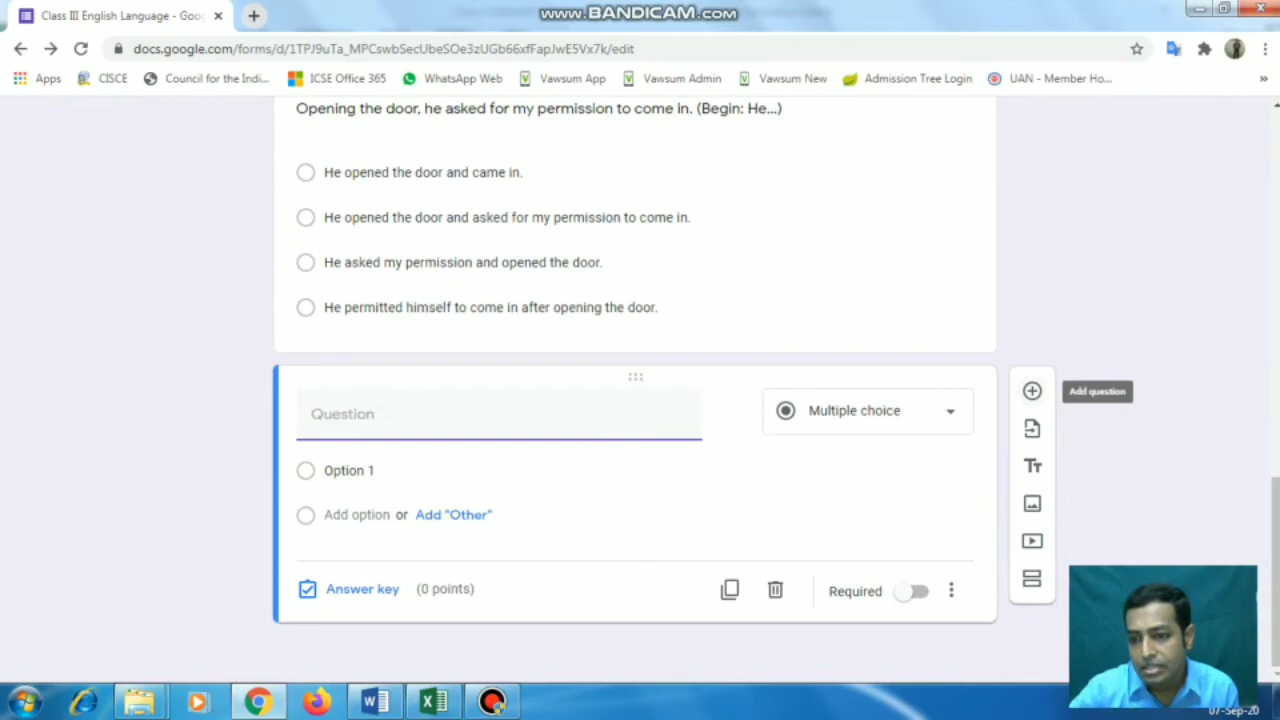 Class III English Language - Goo
www.BANDICAM.com
docs.google.com/forms/d/1TPJ9uTa_MPCswbSecUbeSOe3zUGb66xfFapJwE5Vx7k/edit
Apps CISCE Council for the Indi... ICSE Office 365 WhatsApp Web Vawsum App Vawsum Admin Vawsum New Admission Tree Login UAN - Member Ho... »
Opening the door, he asked for my permission to come in. (Begin: He...)
He opened the door and came in.
He opened the door and asked for my permission to come in.
He asked my permission and opened the door.
He permitted himself to come in after opening the door.
Question
Multiple choice
Add question
Option 1
Add option or Add "Other"
Answer key (0 points)
Required
07-Sep-20